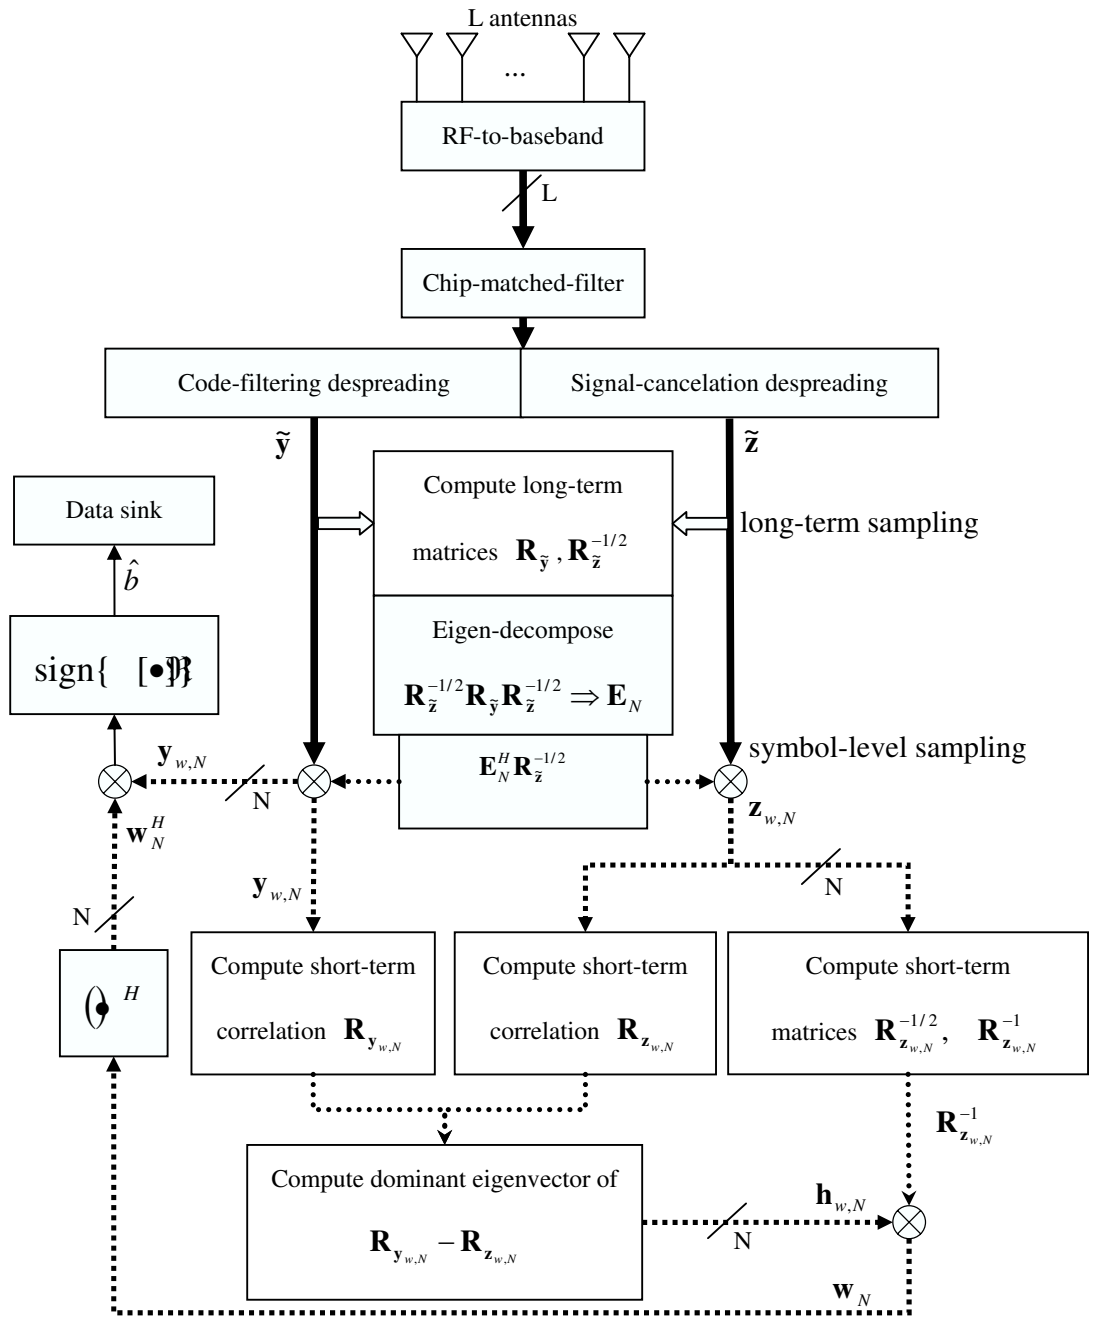 L antennas
...
RF-to-baseband
L
Chip-matched-filter
Code-filtering despreading
Signal-cancelation despreading
ỹ
z̃
Compute long-term
matrices R_ỹ , R_z̃^{-1/2}
long-term sampling
Data sink
b̂
Eigen-decompose
R_z̃^{-1/2} R_ỹ R_z̃^{-1/2} ⇒ E_N
sign{ℜ[•]}
E_N^H R_z̃^{-1/2}
symbol-level sampling
y_{w,N}
N
z_{w,N}
w_N^H
N
y_{w,N}
N
(•)^H
Compute short-term
correlation R_{y_{w,N}}
Compute short-term
correlation R_{z_{w,N}}
Compute short-term
matrices R_{z_{w,N}}^{-1/2} , R_{z_{w,N}}^{-1}
R_{z_{w,N}}^{-1}
Compute dominant eigenvector of
R_{y_{w,N}} − R_{z_{w,N}}
h_{w,N}
N
w_N